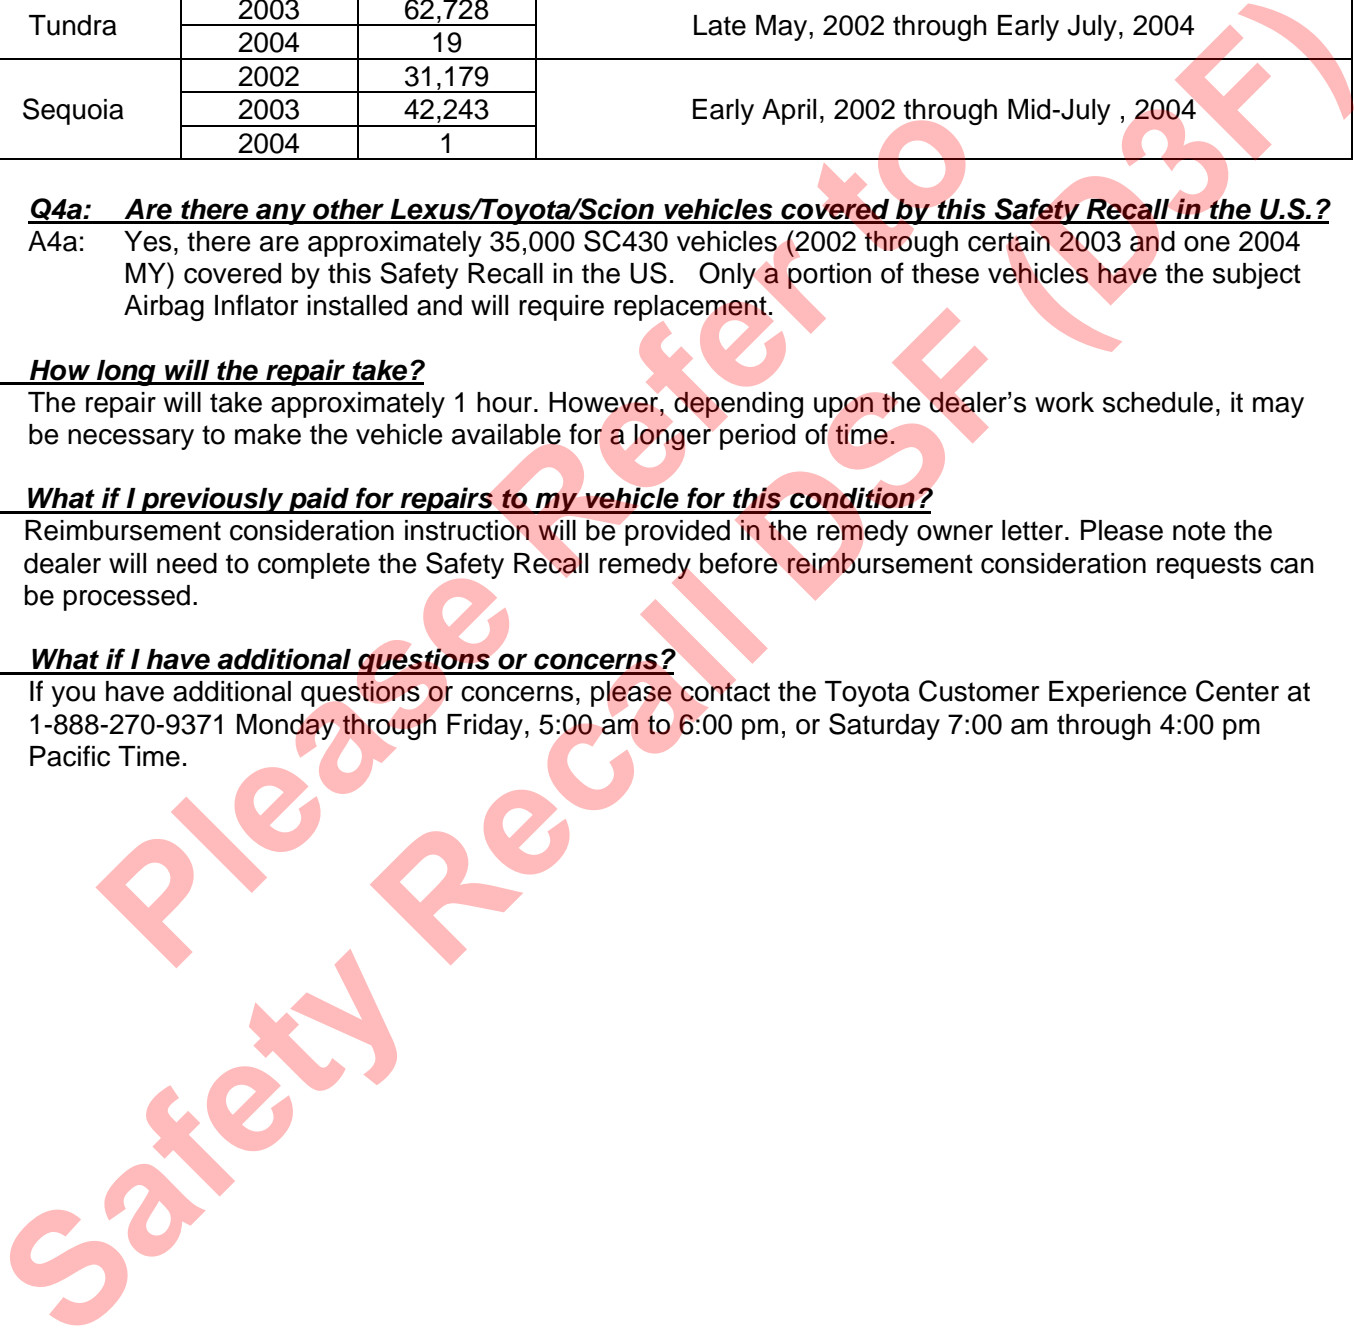 Tundra 2003 62,728 Late May, 2002 through Early July, 2004
2004 19
Sequoia 2002 31,179 Early April, 2002 through Mid-July , 2004
2003 42,243
2004 1
Q4a: Are there any other Lexus/Toyota/Scion vehicles covered by this Safety Recall in the U.S.?
A4a: Yes, there are approximately 35,000 SC430 vehicles (2002 through certain 2003 and one 2004
MY) covered by this Safety Recall in the US. Only a portion of these vehicles have the subject
Airbag Inflator installed and will require replacement.
How long will the repair take?
The repair will take approximately 1 hour. However, depending upon the dealer’s work schedule, it may
be necessary to make the vehicle available for a longer period of time.
What if I previously paid for repairs to my vehicle for this condition?
Reimbursement consideration instruction will be provided in the remedy owner letter. Please note the
dealer will need to complete the Safety Recall remedy before reimbursement consideration requests can
be processed.
What if I have additional questions or concerns?
If you have additional questions or concerns, please contact the Toyota Customer Experience Center at
1-888-270-9371 Monday through Friday, 5:00 am to 6:00 pm, or Saturday 7:00 am through 4:00 pm
Pacific Time.
Please Refer to
Safety Recall DSF (D3F)